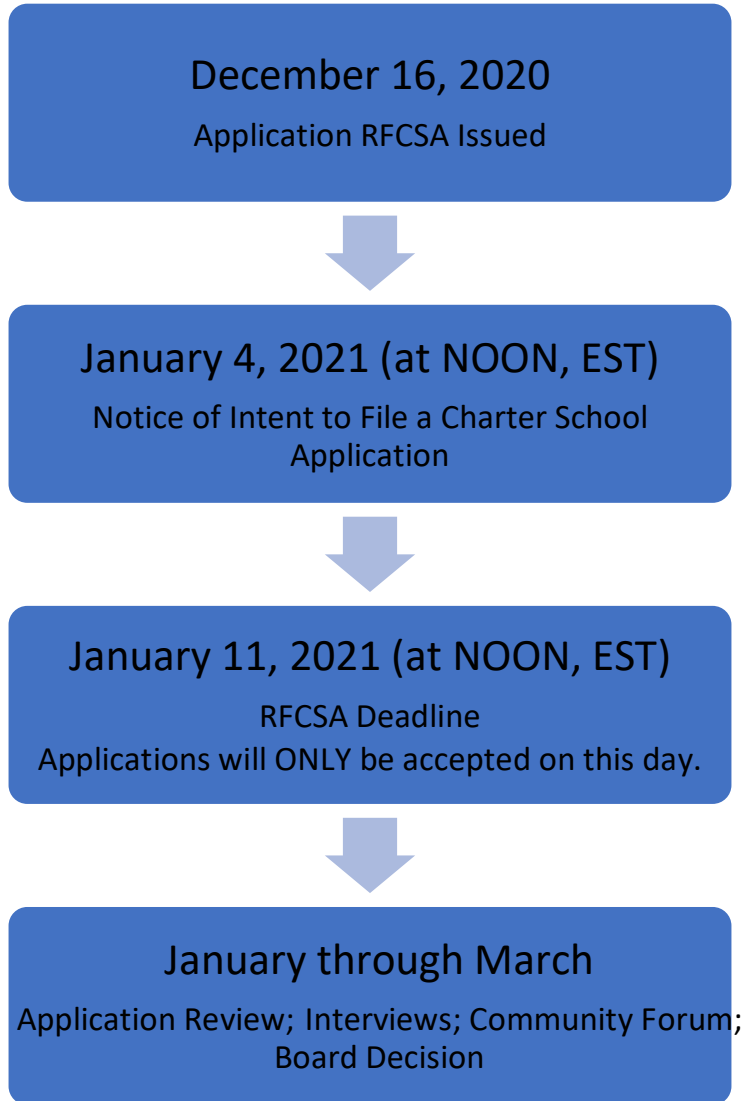 December 16, 2020
Application RFCSA Issued
January 4, 2021 (at NOON, EST)
Notice of Intent to File a Charter School
Application
January 11, 2021 (at NOON, EST)
RFCSA Deadline
Applications will ONLY be accepted on this day.
January through March
Application Review; Interviews; Community Forum;
Board Decision